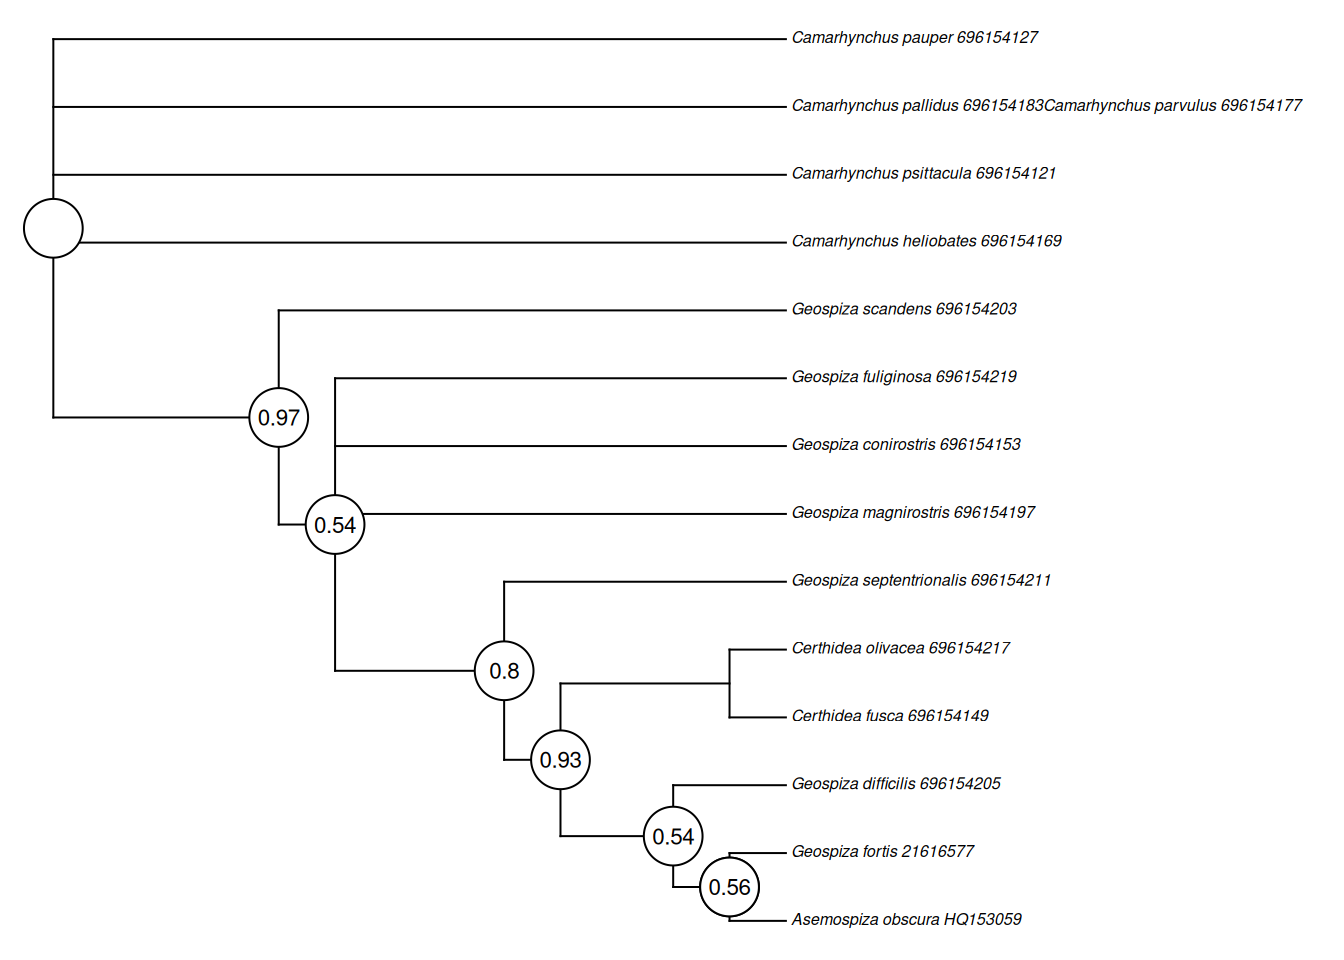 Camarhynchus pauper 696154127
Camarhynchus pallidus 696154183Camarhynchus parvulus 696154177
Camarhynchus psittacula 696154121
Camarhynchus heliobates 696154169
Geospiza scandens 696154203
Geospiza fuliginosa 696154219
0.97
Geospiza conirostris 696154153
Geospiza magnirostris 696154197
0.54
Geospiza septentrionalis 696154211
Certhidea olivacea 696154217
0.8
Certhidea fusca 696154149
0.93
Geospiza difficilis 696154205
0.54
Geospiza fortis 21616577
0.56
Asemospiza obscura HQ153059